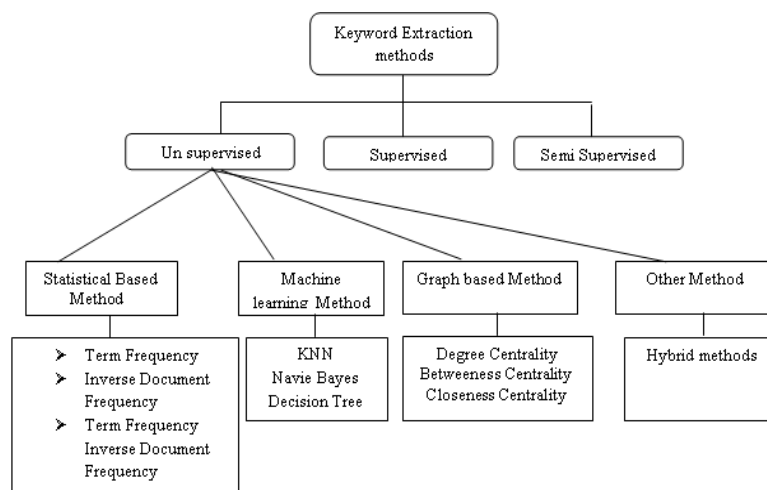 Keyword Extraction
methods
Un supervised
Supervised
Semi Supervised
Statistical Based
Method
Machine
learning Method
Graph based Method
Other Method
➤ Term Frequency
➤ Inverse Document
Frequency
➤ Term Frequency
Inverse Document
Frequency
KNN
Navie Bayes
Decision Tree
Degree Centrality
Betweeness Centrality
Closeness Centrality
Hybrid methods